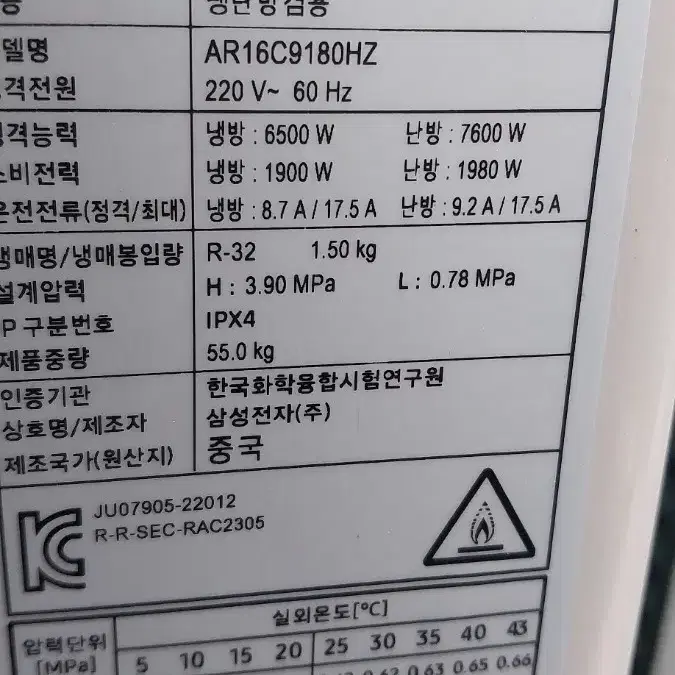 냉난방겸용
델명 AR16C9180HZ
격전원 220 V~ 60 Hz
격능력 냉방 : 6500 W 난방 : 7600 W
비전력 냉방 : 1900 W 난방 : 1980 W
운전전류(정격/최대) 냉방 : 8.7 A / 17.5 A 난방 : 9.2 A / 17.5 A
냉매명/냉매봉입량 R-32 1.50 kg
설계압력 H : 3.90 MPa L : 0.78 MPa
P 구분번호 IPX4
제품중량 55.0 kg
인증기관 한국화학융합시험연구원
상호명/제조자 삼성전자(주)
제조국가(원산지) 중국
JU07905-22012
R-R-SEC-RAC2305
실외온도[℃]
압력단위 5 10 15 20 25 30 35 40 43
[MPa] 0.62 0.63 0.65 0.66